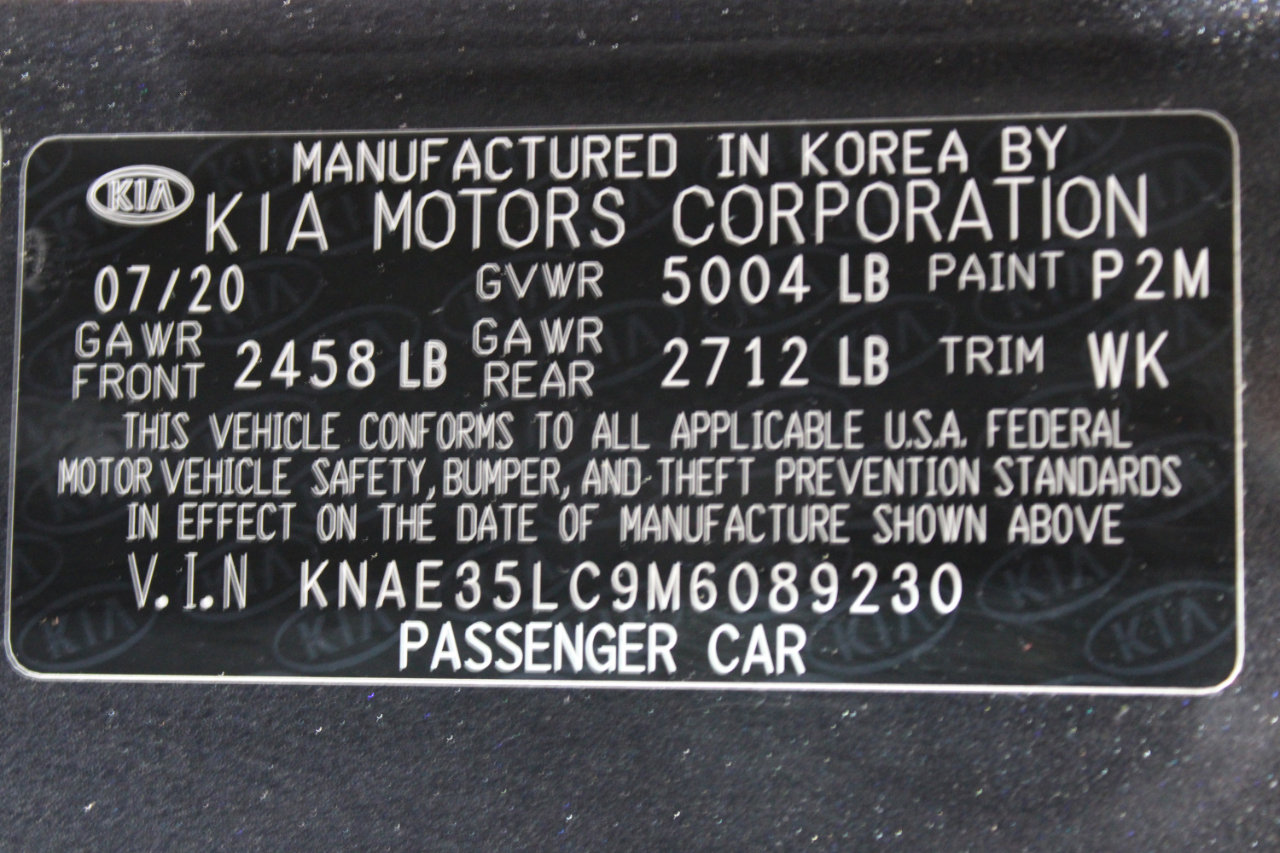 MANUFACTURED IN KOREA BY
KIA KIA MOTORS CORPORATION
07/20 GVWR 5004 LB PAINT P2M
GAWR FRONT 2458 LB GAWR REAR 2712 LB TRIM WK
THIS VEHICLE CONFORMS TO ALL APPLICABLE U.S.A. FEDERAL
MOTOR VEHICLE SAFETY, BUMPER, AND THEFT PREVENTION STANDARDS
IN EFFECT ON THE DATE OF MANUFACTURE SHOWN ABOVE
V.I.N KNAE35LC9M6089230
PASSENGER CAR